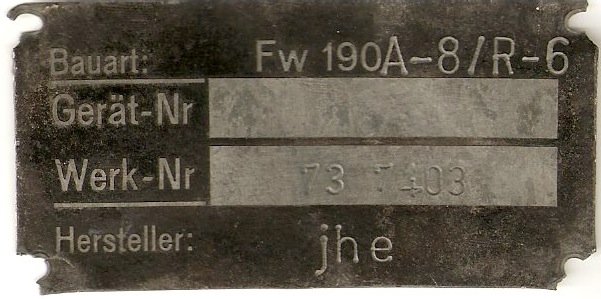 Bauart: Fw 190A-8/R-6
Gerät-Nr
Werk-Nr 73 7403
Hersteller: jhe